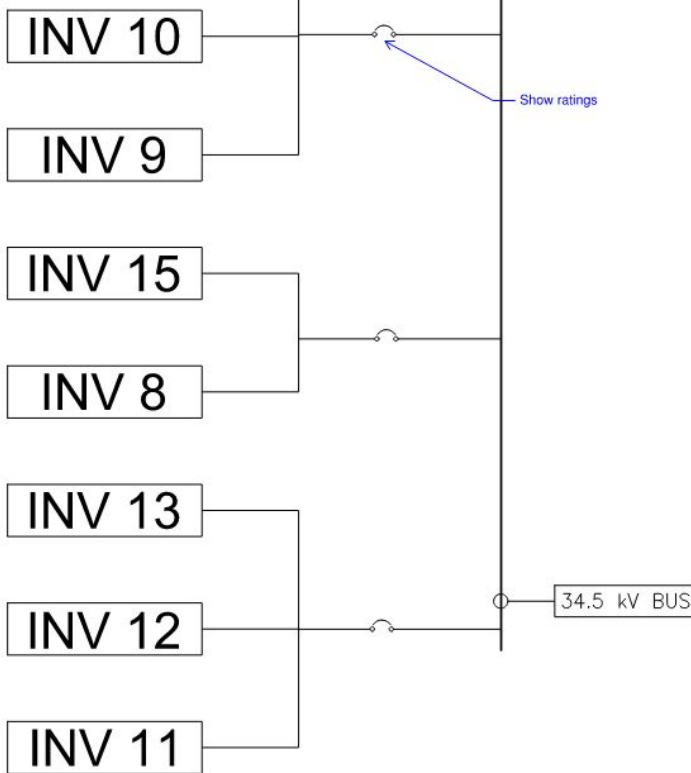 INV 10
Show ratings
INV 9
INV 15
INV 8
INV 13
34.5 kV BUS
INV 12
INV 11